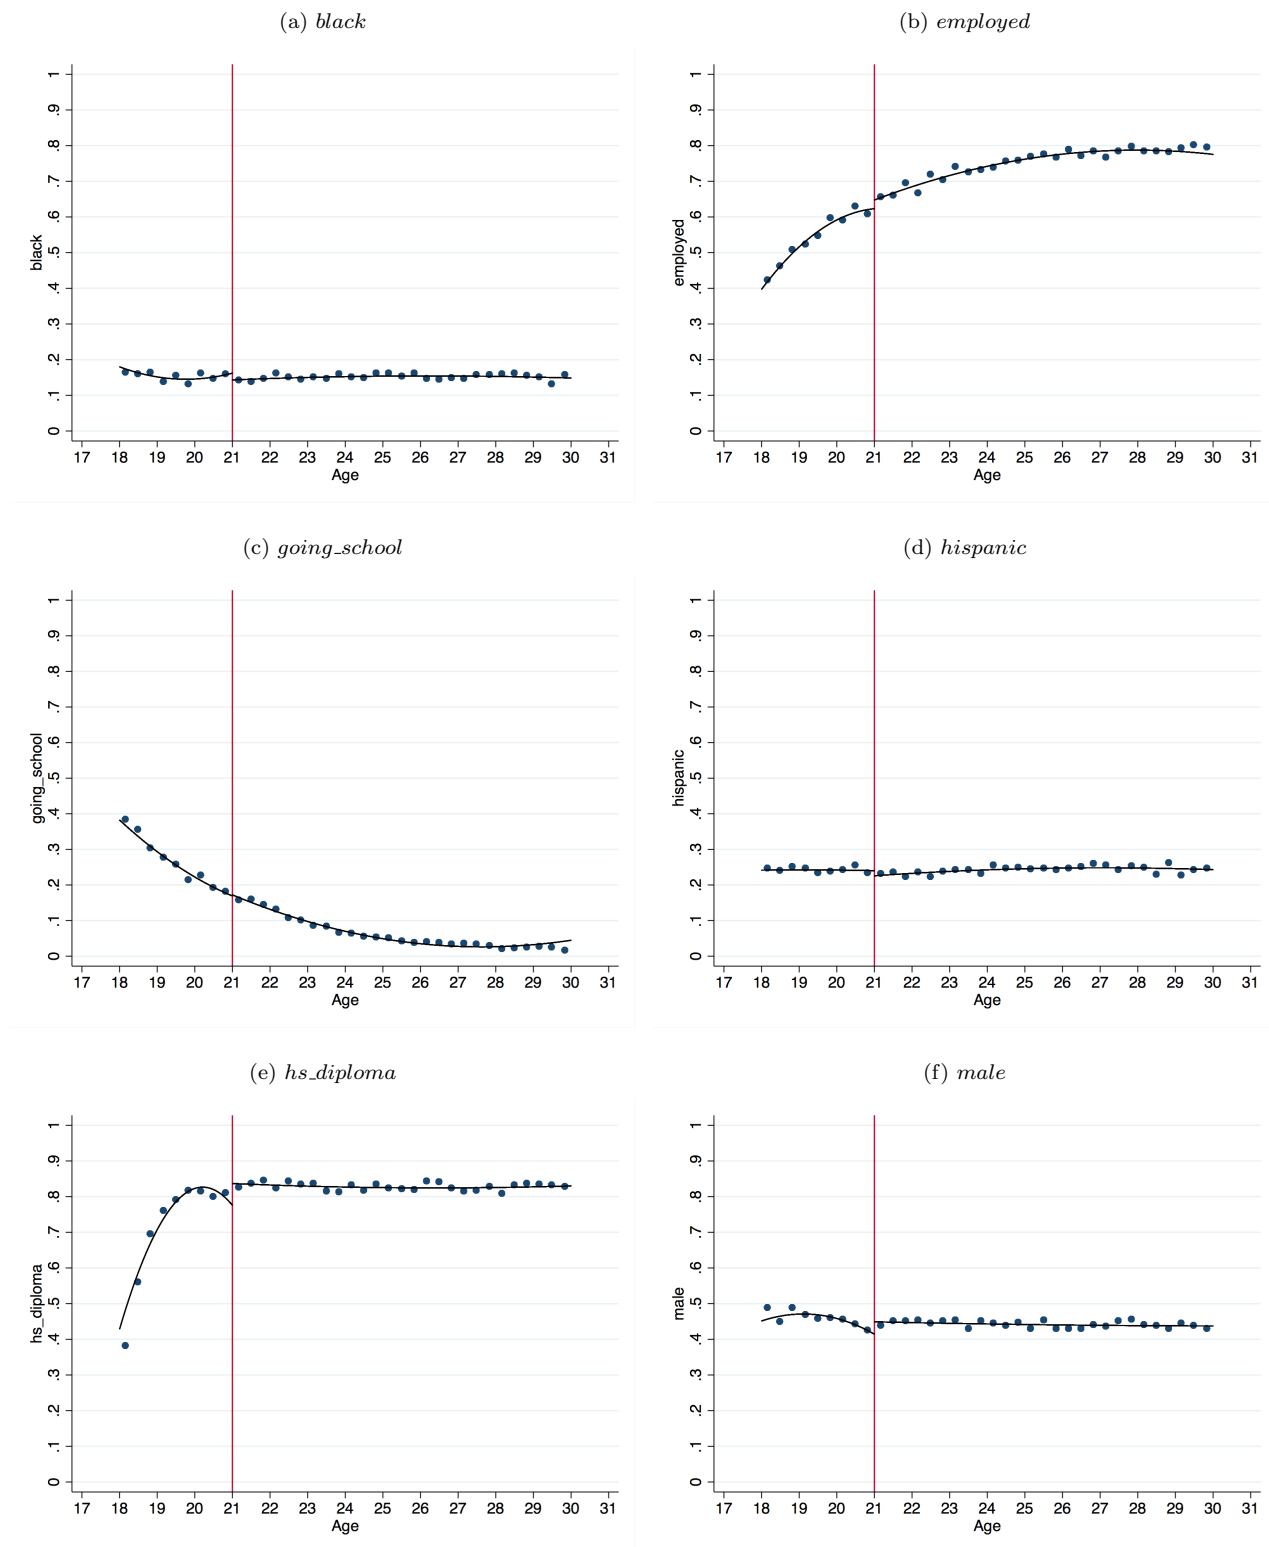 (a) black
1
.9
.8
.7
.6
.5
.4
.3
.2
.1
0
black
17 18 19 20 21 22 23 24 25 26 27 28 29 30 31
Age
(b) employed
1
.9
.8
.7
.6
.5
.4
.3
.2
.1
0
employed
17 18 19 20 21 22 23 24 25 26 27 28 29 30 31
Age
(c) going_school
1
.9
.8
.7
.6
.5
.4
.3
.2
.1
0
going_school
17 18 19 20 21 22 23 24 25 26 27 28 29 30 31
Age
(d) hispanic
1
.9
.8
.7
.6
.5
.4
.3
.2
.1
0
hispanic
17 18 19 20 21 22 23 24 25 26 27 28 29 30 31
Age
(e) hs_diploma
1
.9
.8
.7
.6
.5
.4
.3
.2
.1
0
hs_diploma
17 18 19 20 21 22 23 24 25 26 27 28 29 30 31
Age
(f) male
1
.9
.8
.7
.6
.5
.4
.3
.2
.1
0
male
17 18 19 20 21 22 23 24 25 26 27 28 29 30 31
Age